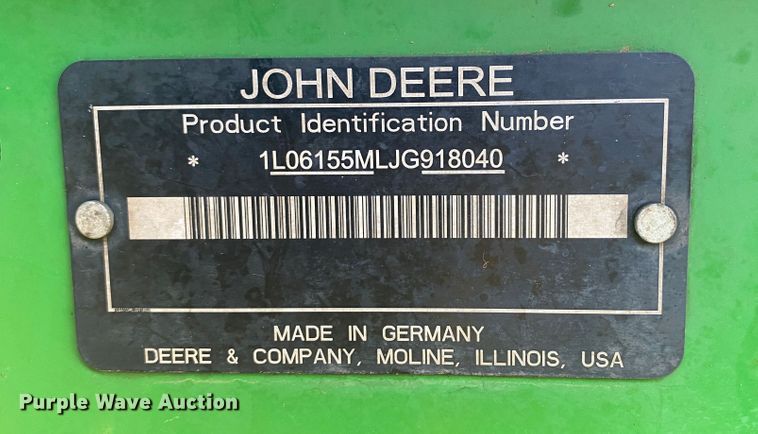 JOHN DEERE
Product Identification Number
* 1L06155MLJG918040 *
MADE IN GERMANY
DEERE & COMPANY, MOLINE, ILLINOIS, USA
Purple Wave Auction